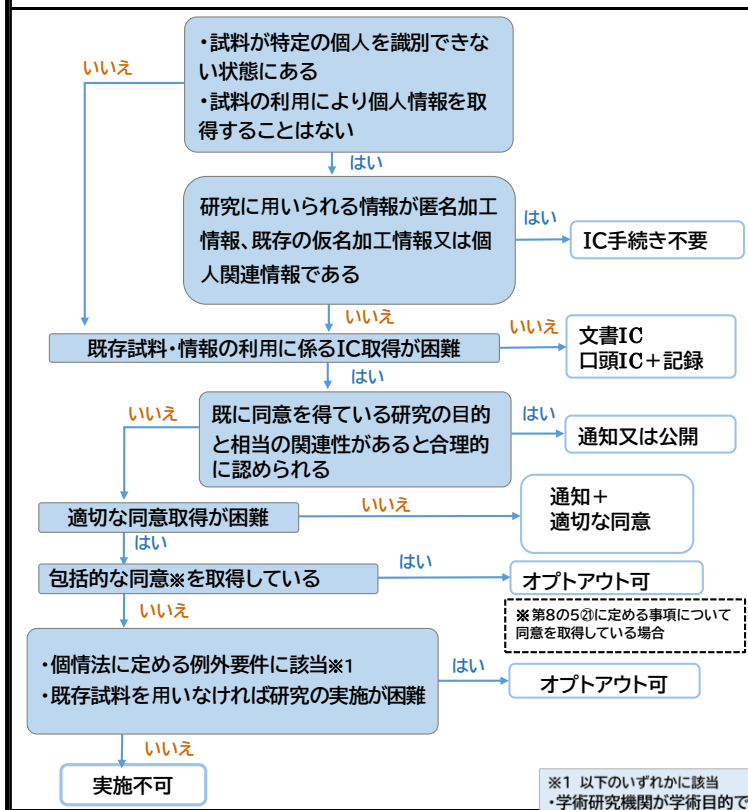 ・試料が特定の個人を識別できな
い状態にある
・試料の利用により個人情報を取
得することはない
いいえ
はい
研究に用いられる情報が匿名加工
情報、既存の仮名加工情報又は個
人関連情報である
はい
IC手続き不要
いいえ
既存試料・情報の利用に係るIC取得が困難
いいえ
文書IC
口頭IC＋記録
はい
既に同意を得ている研究の目的
と相当の関連性があると合理的
に認められる
いいえ
はい
通知又は公開
適切な同意取得が困難
いいえ
通知＋
適切な同意
はい
包括的な同意※を取得している
はい
オプトアウト可
※第8の5㉑に定める事項について
同意を取得している場合
いいえ
・個情法に定める例外要件に該当※1
・既存試料を用いなければ研究の実施が困難
はい
オプトアウト可
いいえ
実施不可
※1 以下のいずれかに該当
・学術研究機関が学術目的で